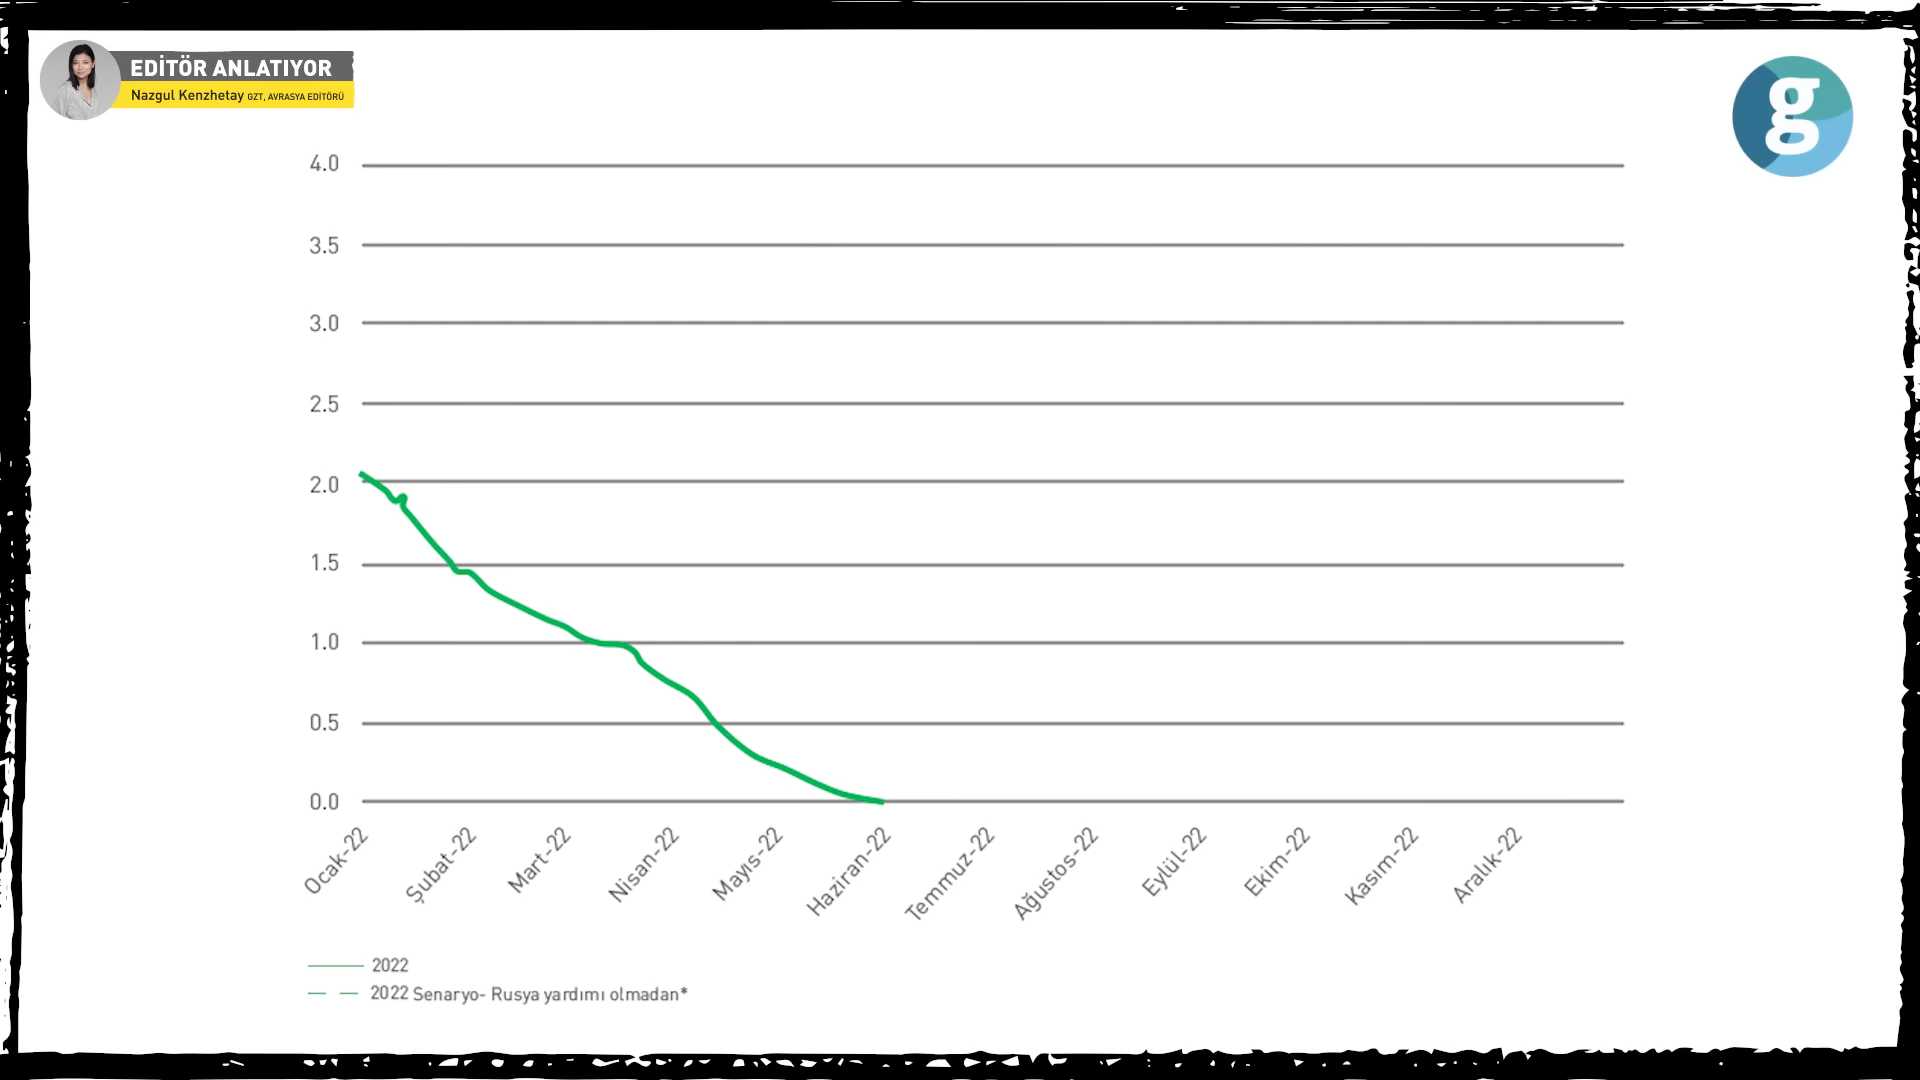 EDİTÖR ANLATIYOR
Nazgul Kenzhetay GZT, AVRASYA EDİTÖRÜ
g
4.0
3.5
3.0
2.5
2.0
1.5
1.0
0.5
0.0
Ocak-22
Şubat-22
Mart-22
Nisan-22
Mayıs-22
Haziran-22
Temmuz-22
Ağustos-22
Eylül-22
Ekim-22
Kasım-22
Aralık-22
2022
2022 Senaryo- Rusya yardımı olmadan*